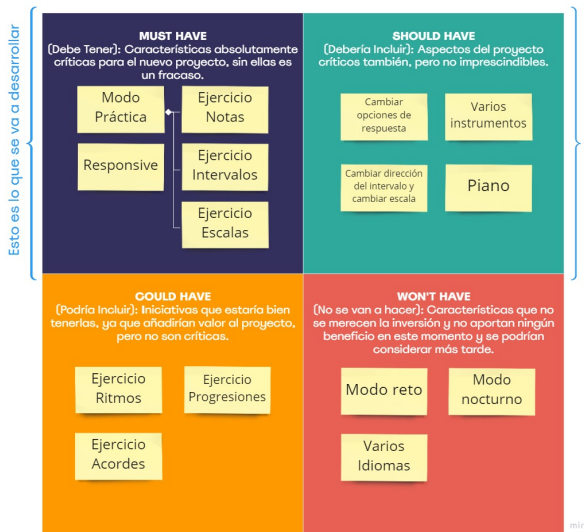 Esto es lo que se va a desarrollar
MUST HAVE
(Debe Tener): Características absolutamente
críticas para el nuevo proyecto, sin ellas es
un fracaso.
Modo
Práctica
Ejercicio
Notas
Responsive
Ejercicio
Intervalos
Ejercicio
Escalas
SHOULD HAVE
(Debería Incluir): Aspectos del proyecto
críticos también, pero no imprescindibles.
Cambiar
opciones de
respuesta
Varios
instrumentos
Cambiar dirección
del intervalo y
cambiar escala
Piano
COULD HAVE
(Podría Incluir): Iniciativas que estaría bien
tenerlas, ya que añadirían valor al proyecto,
pero no son críticas.
Ejercicio
Ritmos
Ejercicio
Progresiones
Ejercicio
Acordes
WON'T HAVE
(No se van a hacer): Características que no
se merecen la inversión y no aportan ningún
beneficio en este momento y se podrían
considerar más tarde.
Modo reto
Modo
nocturno
Varios
Idiomas
mir